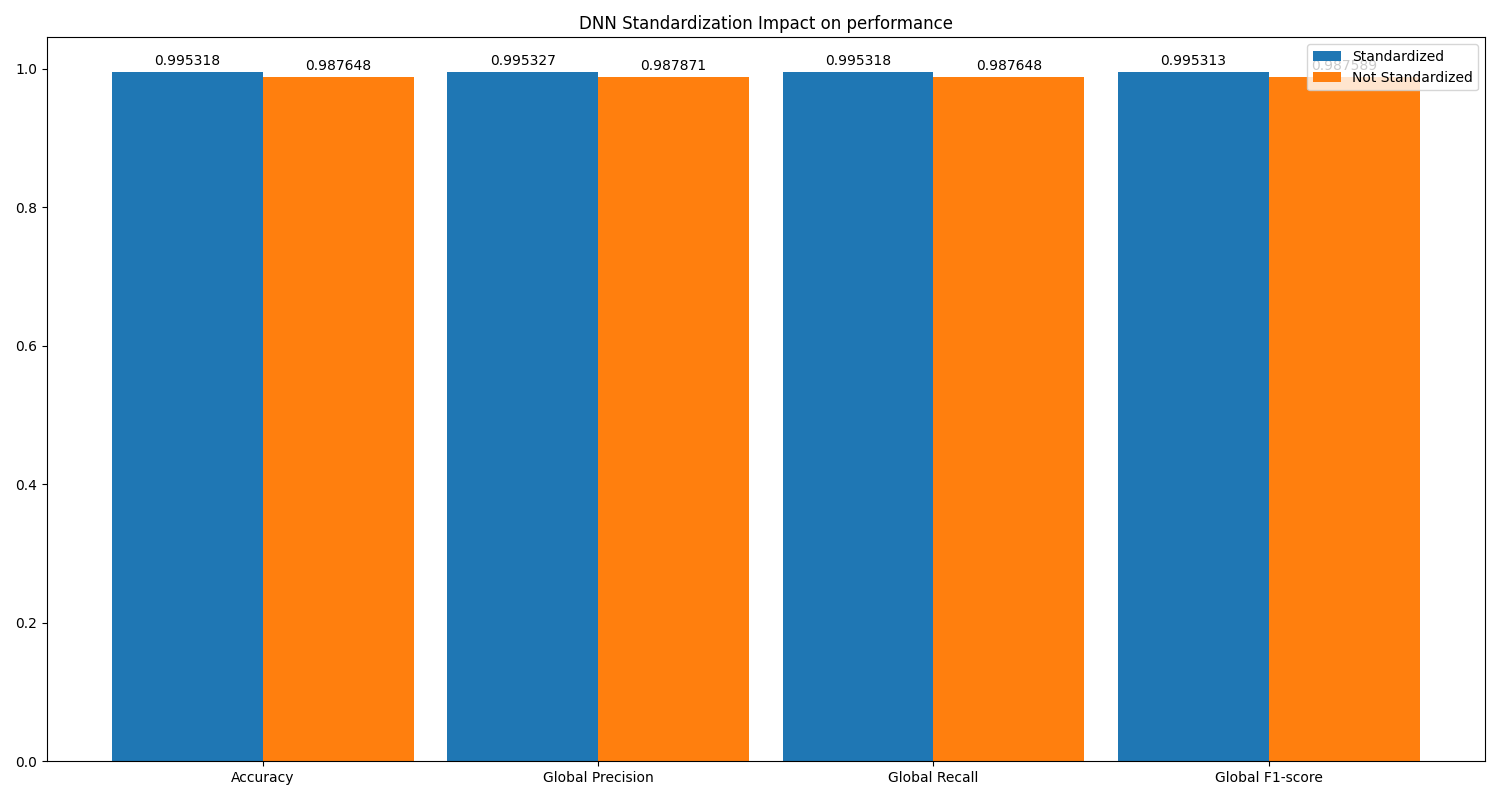 DNN Standardization Impact on performance
0.995318
0.987648
0.995327
0.987871
0.995318
0.987648
0.995313
0.987589
Standardized
Not Standardized
1.0
0.8
0.6
0.4
0.2
0.0
Accuracy
Global Precision
Global Recall
Global F1-score